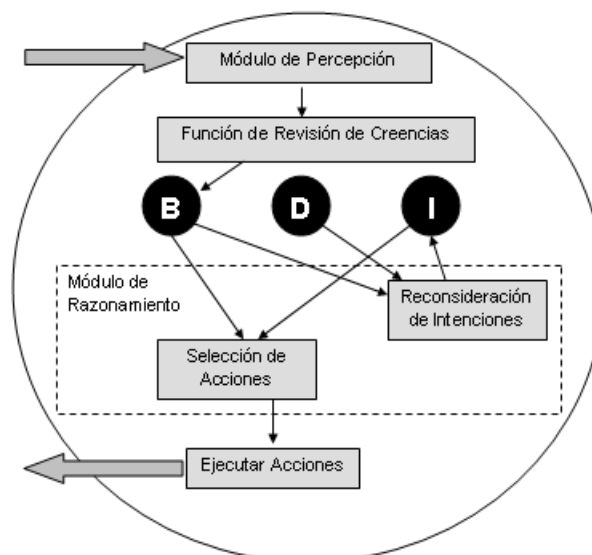 Módulo de Percepción
Función de Revisión de Creencias
B
D
I
Módulo de
Razonamiento
Reconsideración
de Intenciones
Selección de
Acciones
Ejecutar Acciones